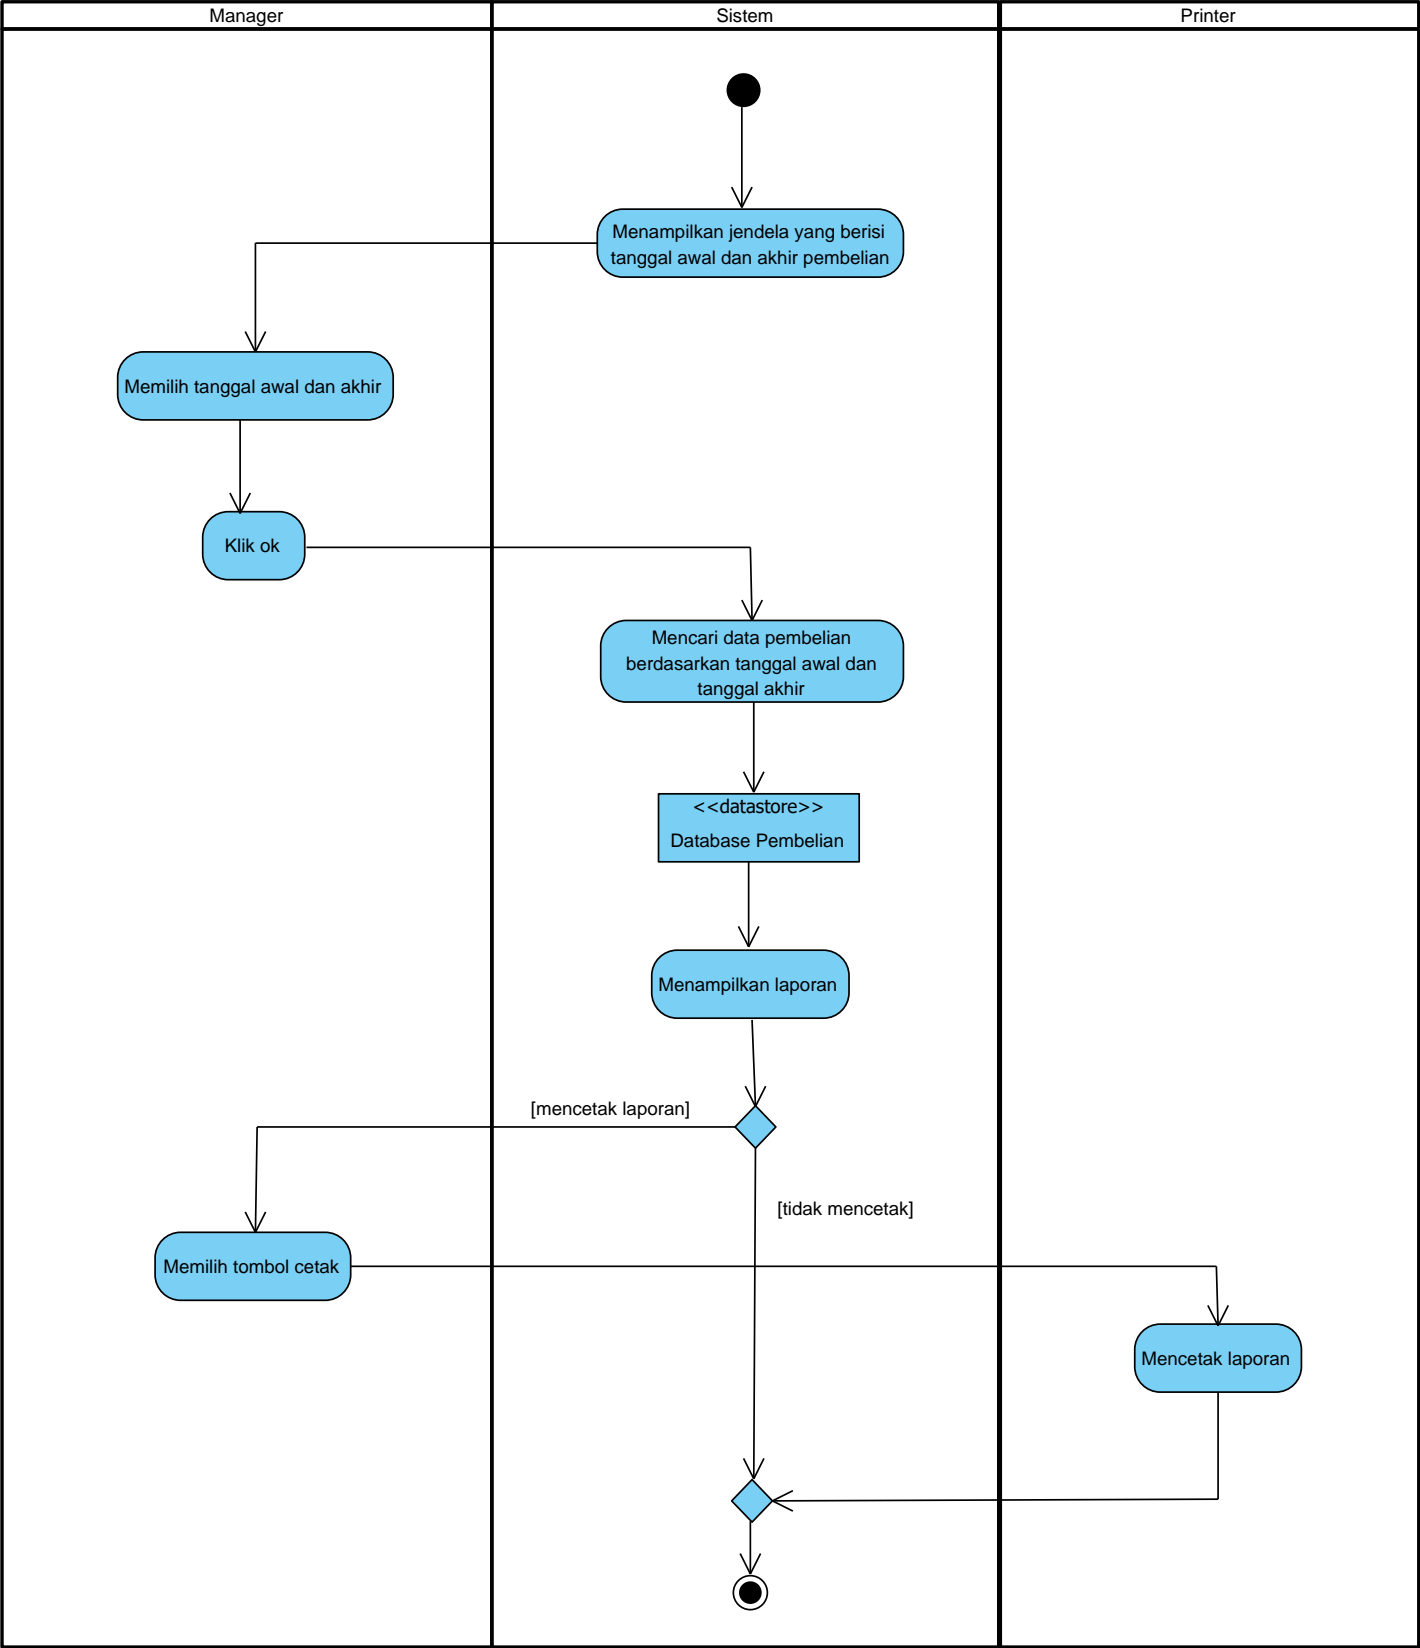 Manager
Sistem
Printer
Menampilkan jendela yang berisi
tanggal awal dan akhir pembelian
Memilih tanggal awal dan akhir
Klik ok
Mencari data pembelian
berdasarkan tanggal awal dan
tanggal akhir
<<datastore>>
Database Pembelian
Menampilkan laporan
[mencetak laporan]
[tidak mencetak]
Memilih tombol cetak
Mencetak laporan